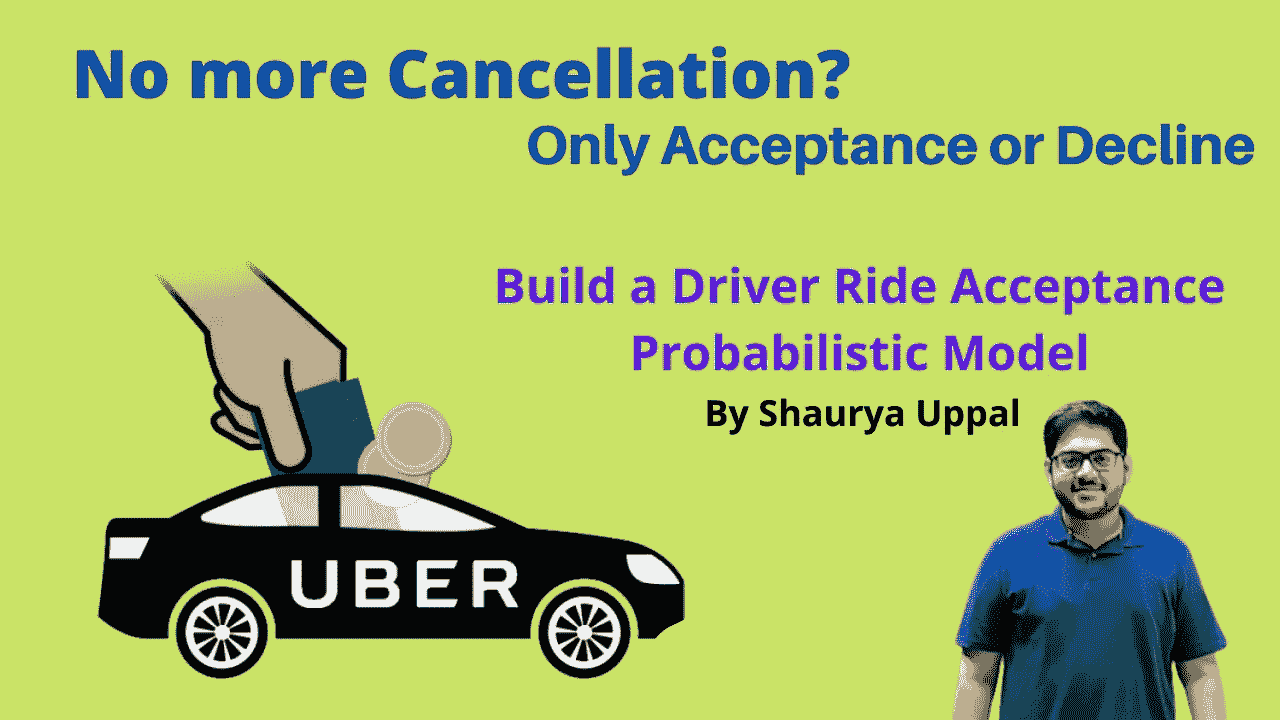 No more Cancellation?
Only Acceptance or Decline
Build a Driver Ride Acceptance
Probabilistic Model
By Shaurya Uppal
UBER